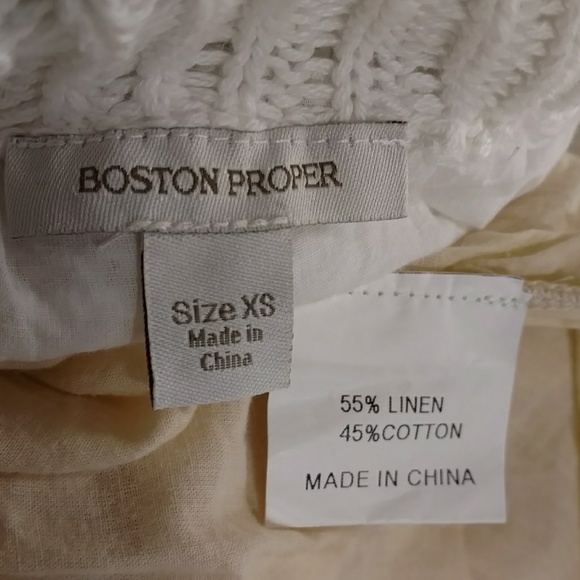 BOSTON PROPER
Size XS
Made in
China
55% LINEN
45%COTTON
MADE IN CHINA